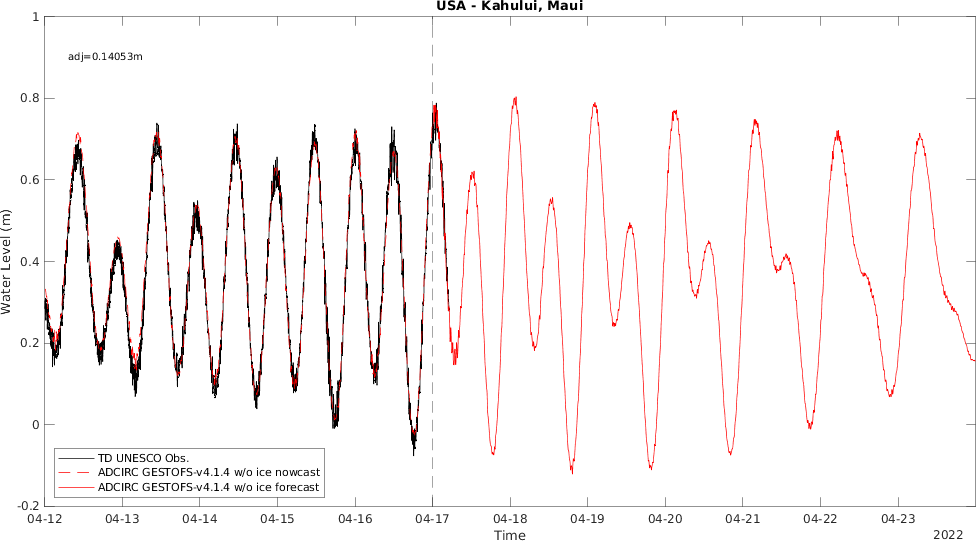 USA - Kahului, Maui
adj=0.14053m
Water Level (m)
1
0.8
0.6
0.4
0.2
0
-0.2
TD UNESCO Obs.
ADCIRC GESTOFS-v4.1.4 w/o ice nowcast
ADCIRC GESTOFS-v4.1.4 w/o ice forecast
04-12 04-13 04-14 04-15 04-16 04-17 04-18 04-19 04-20 04-21 04-22 04-23
Time
2022